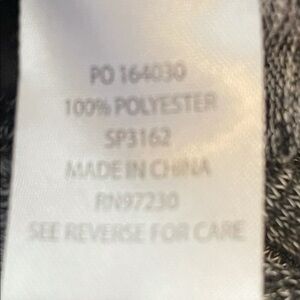 PO 164030
100% POLYESTER
SP3162
MADE IN CHINA
RN97230
SEE REVERSE FOR CARE